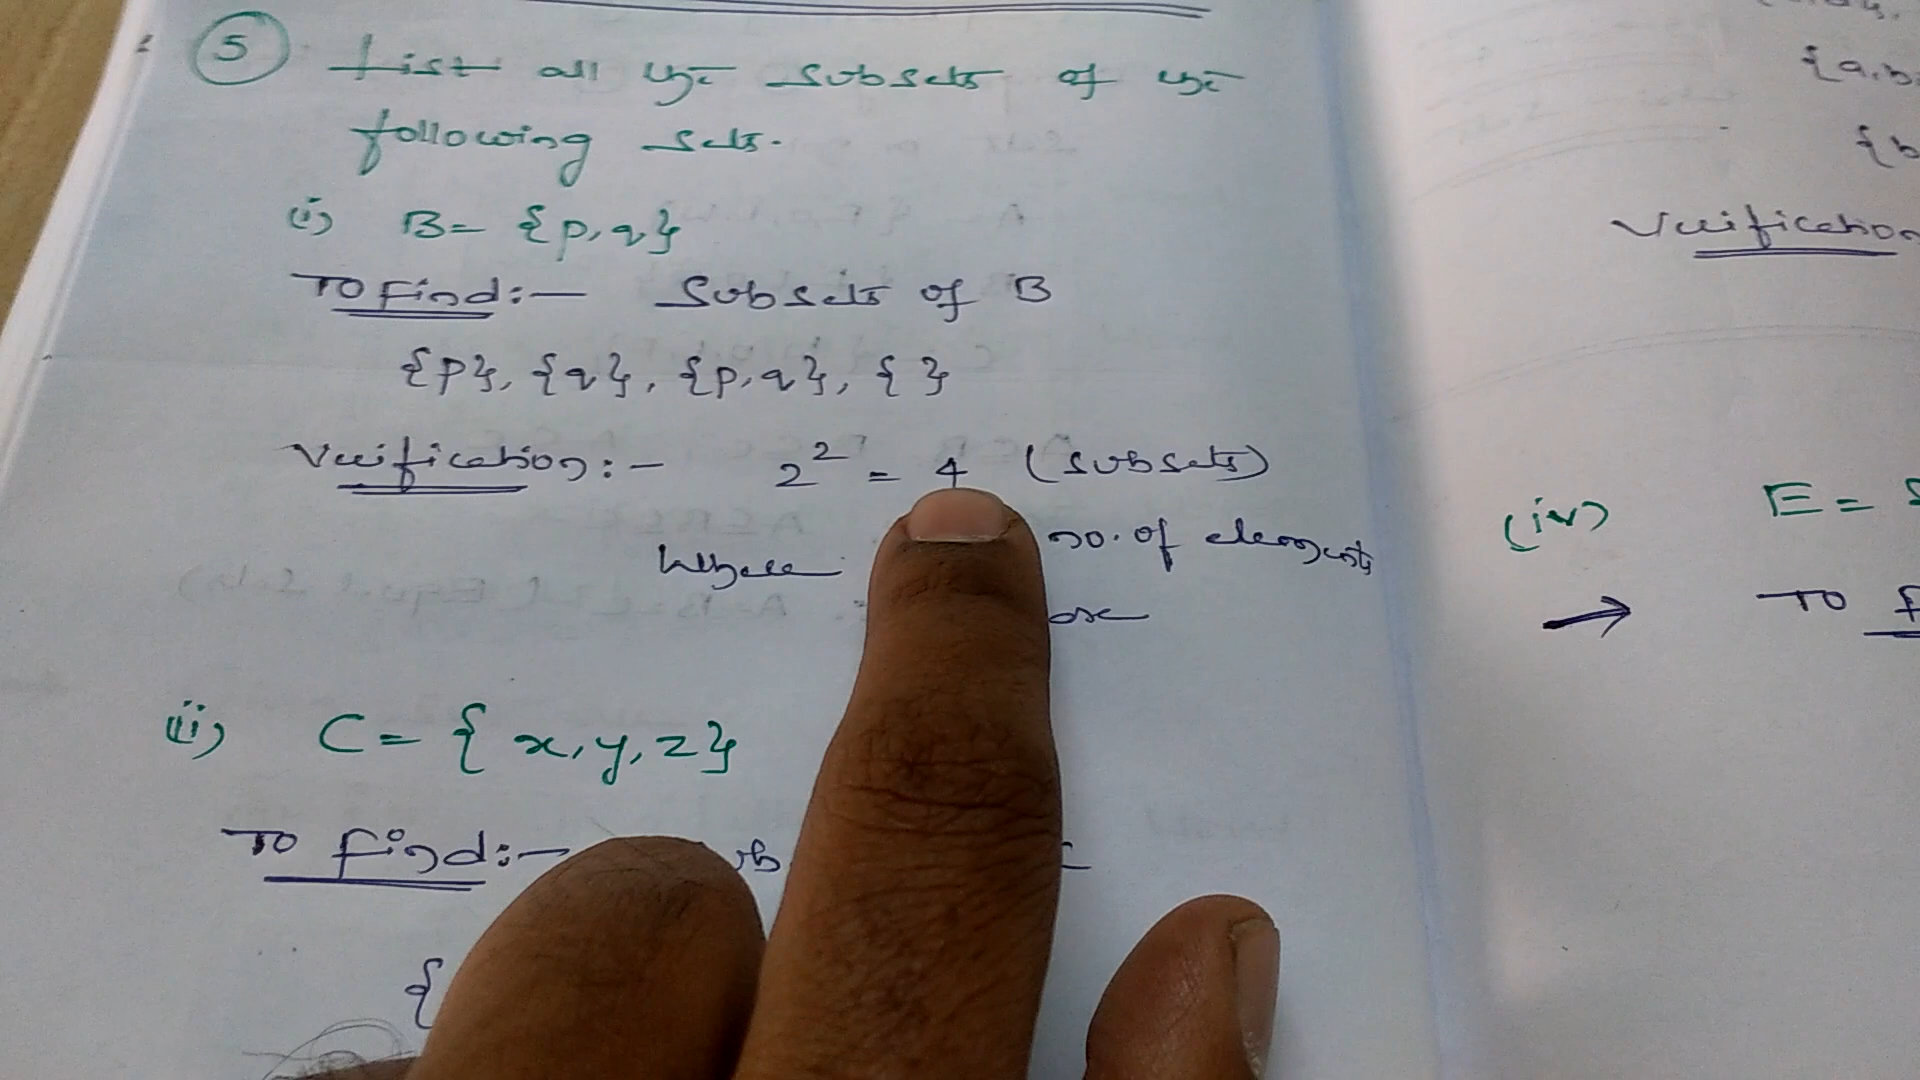 5 List all the subsets of the
following sets.
(i) B= {p,q}
To Find:— Subsets of B
{p}, {q}, {p,q}, { }
Verification:— 2² = 4 (subsets)
Where no. of elements
are
(ii) C= { x, y, z}
To find:—
{
{a,b,
{b
Verification
(iv) E=
→ To f